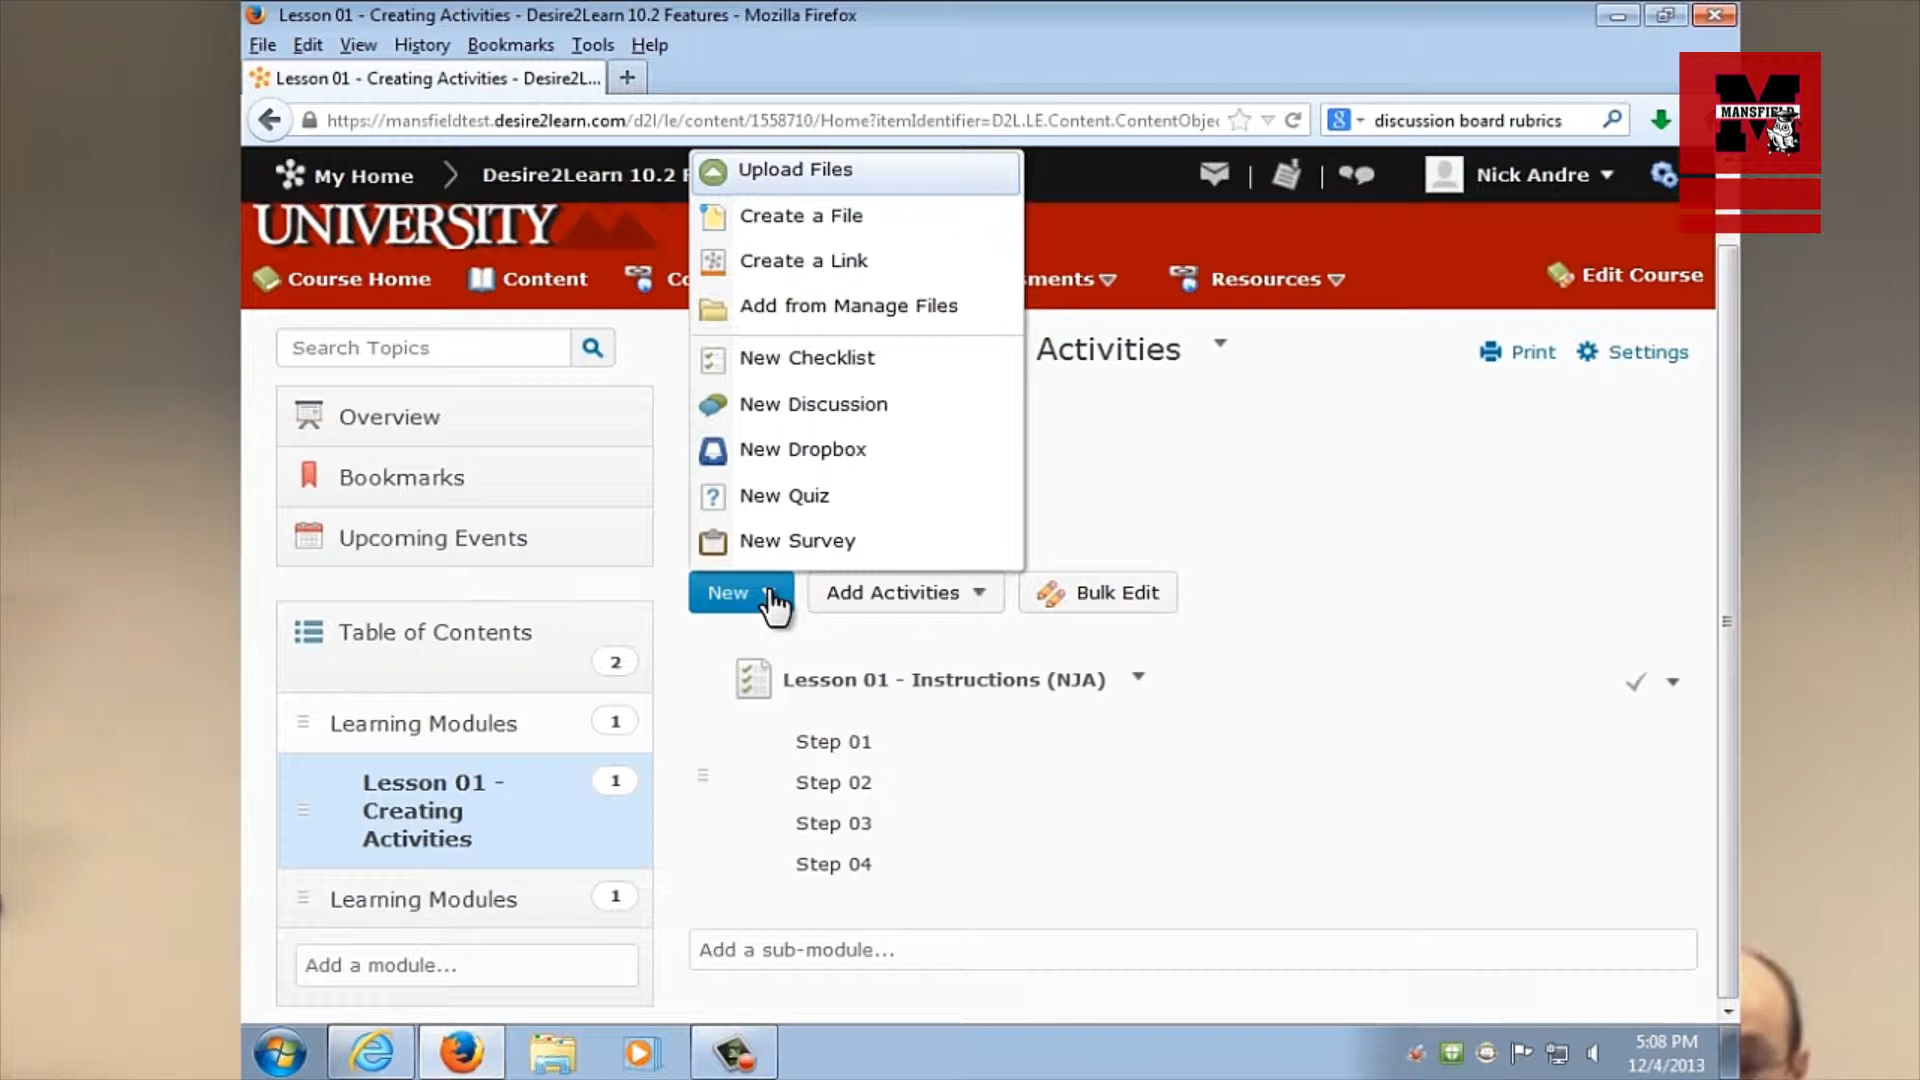 Lesson 01 - Creating Activities - Desire2Learn 10.2 Features - Mozilla Firefox
File Edit View History Bookmarks Tools Help
Lesson 01 - Creating Activities - Desire2L... +
https://mansfieldtest.desire2learn.com/d2l/le/content/1558710/Home?itemIdentifier=D2L.LE.Content.ContentObjec
8 discussion board rubrics
M MANSFIELD
My Home Desire2Learn 10.2 F
Nick Andre
UNIVERSITY
Course Home Content Co sments Resources Edit Course
Upload Files
Create a File
Create a Link
Add from Manage Files
New Checklist
New Discussion
New Dropbox
? New Quiz
New Survey
Search Topics
Activities
Print Settings
Overview
Bookmarks
Upcoming Events
New Add Activities Bulk Edit
Table of Contents
2
Learning Modules 1
Lesson 01 - 1
Creating
Activities
Learning Modules 1
Add a module...
Lesson 01 - Instructions (NJA)
Step 01
Step 02
Step 03
Step 04
Add a sub-module...
5:08 PM
12/4/2013